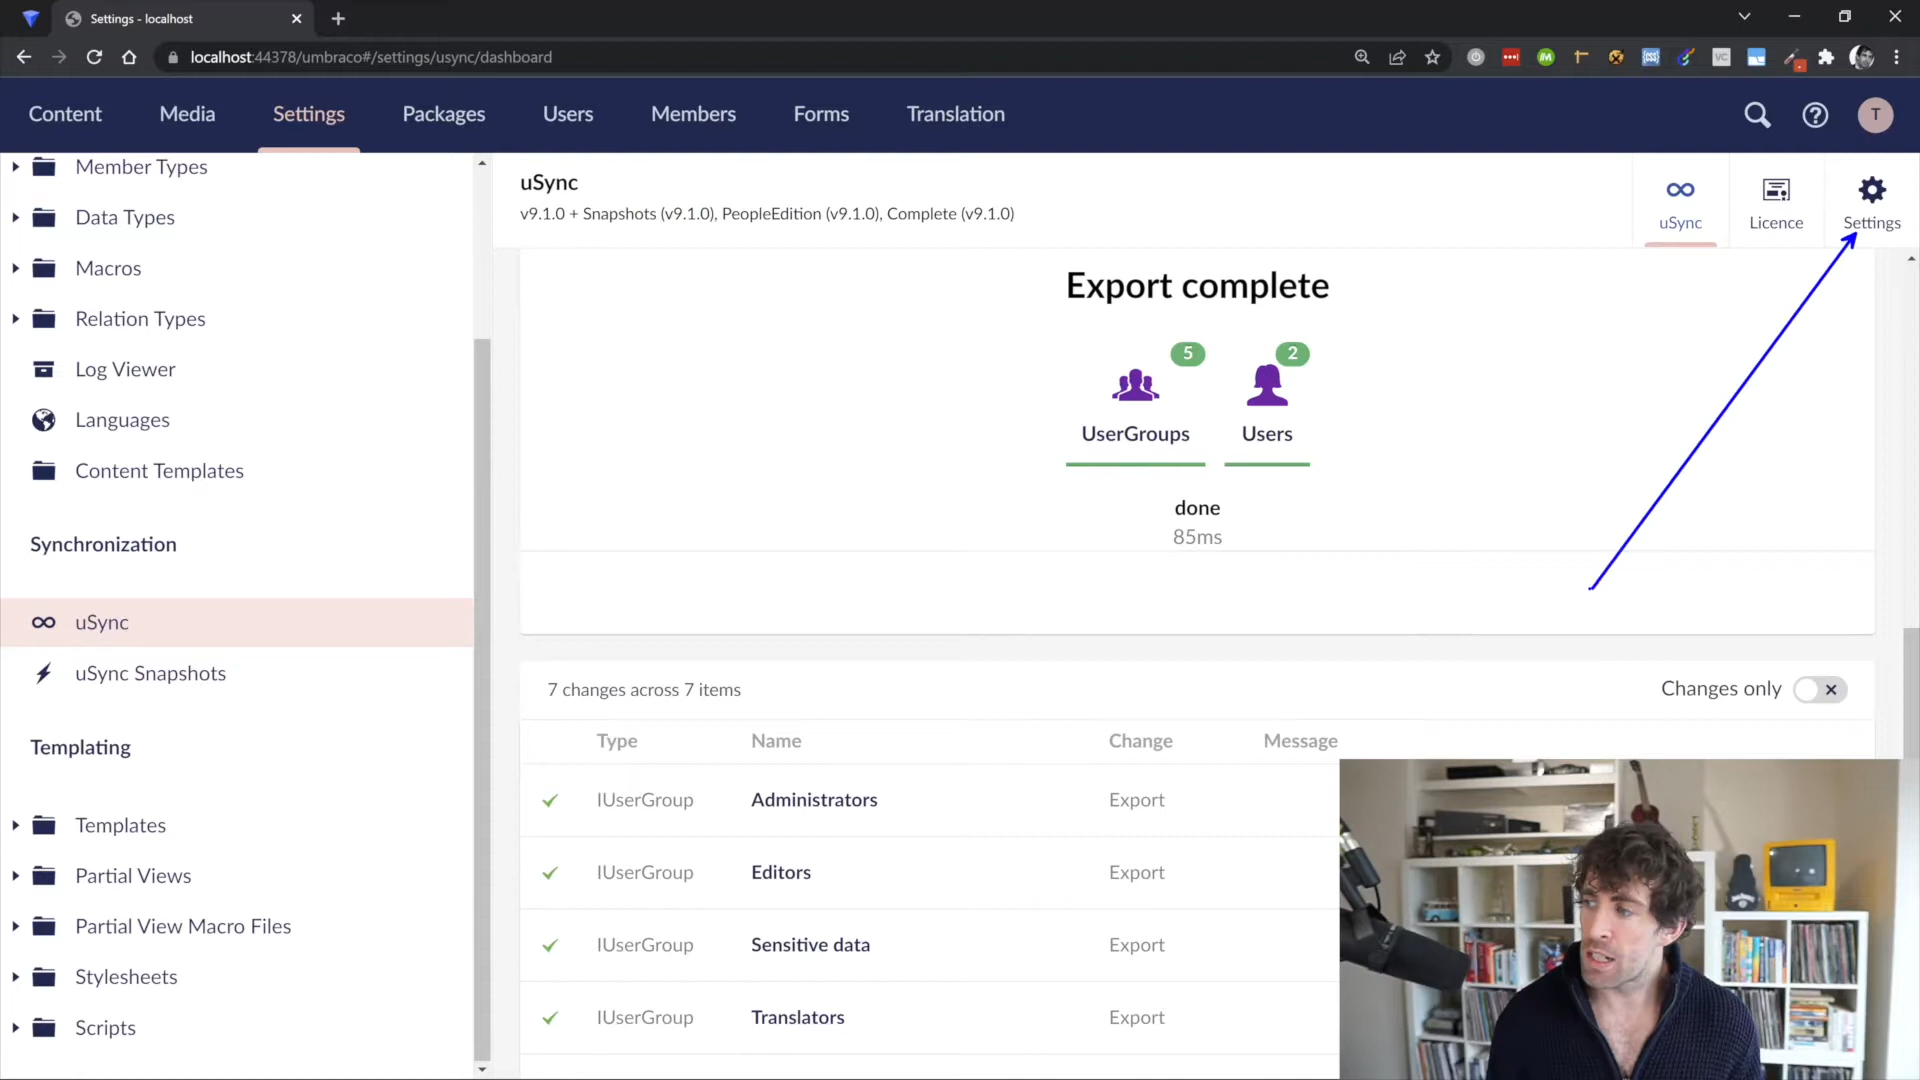 Settings - localhost
localhost:44378/umbraco#/settings/usync/dashboard
Content Media Settings Packages Users Members Forms Translation
T
Member Types
Data Types
Macros
Relation Types
Log Viewer
Languages
Content Templates
Synchronization
uSync
uSync Snapshots
Templating
Templates
Partial Views
Partial View Macro Files
Stylesheets
Scripts
uSync
v9.1.0 + Snapshots (v9.1.0), PeopleEdition (v9.1.0), Complete (v9.1.0)
uSync Licence Settings
Export complete
5 2
UserGroups Users
done
85ms
7 changes across 7 items Changes only
Type Name Change Message
IUserGroup Administrators Export
IUserGroup Editors Export
IUserGroup Sensitive data Export
IUserGroup Translators Export